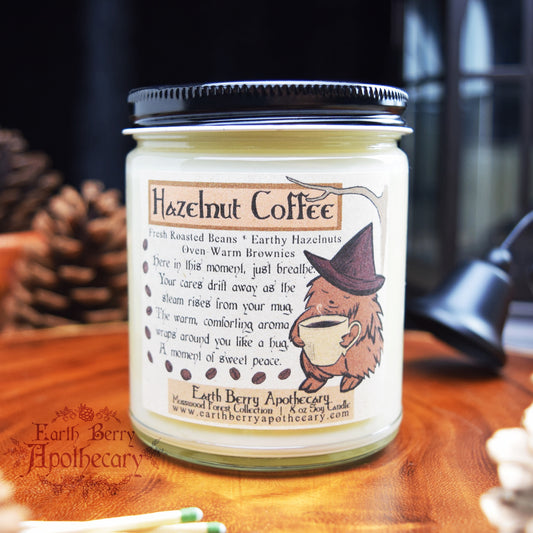 Hazelnut Coffee
Fresh Roasted Beans * Earthy Hazelnuts
Oven Warm Brownies
Here in this moment, just breathe.
Your cares drift away as the
steam rises from your mug.
The warm, comforting aroma
wraps around you like a hug.
A moment of sweet peace.
Earth Berry Apothecary
Mosswood Forest Collection | 8 oz Soy Candle
www.earthberryapothecary.com
Earth Berry
Apothecary